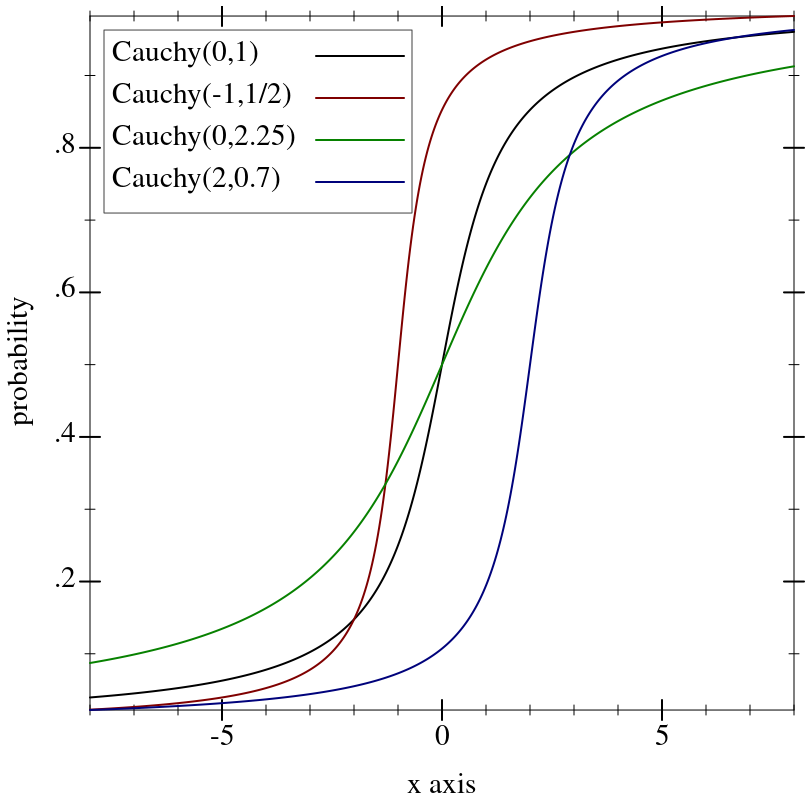 Cauchy(0,1)
Cauchy(-1,1/2)
Cauchy(0,2.25)
Cauchy(2,0.7)
.8
.6
.4
.2
probability
-5 0 5
x axis